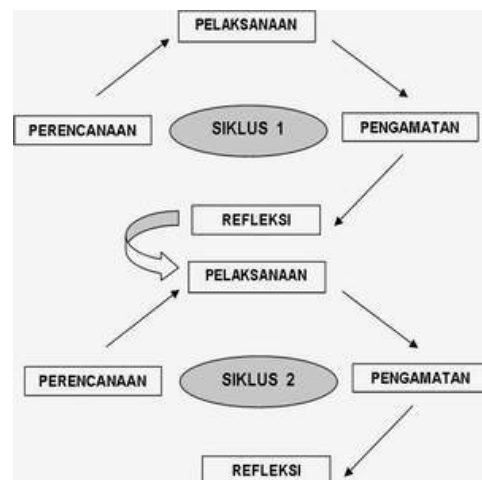 PELAKSANAAN
PERENCANAAN
SIKLUS 1
PENGAMATAN
REFLEKSI
PELAKSANAAN
PERENCANAAN
SIKLUS 2
PENGAMATAN
REFLEKSI